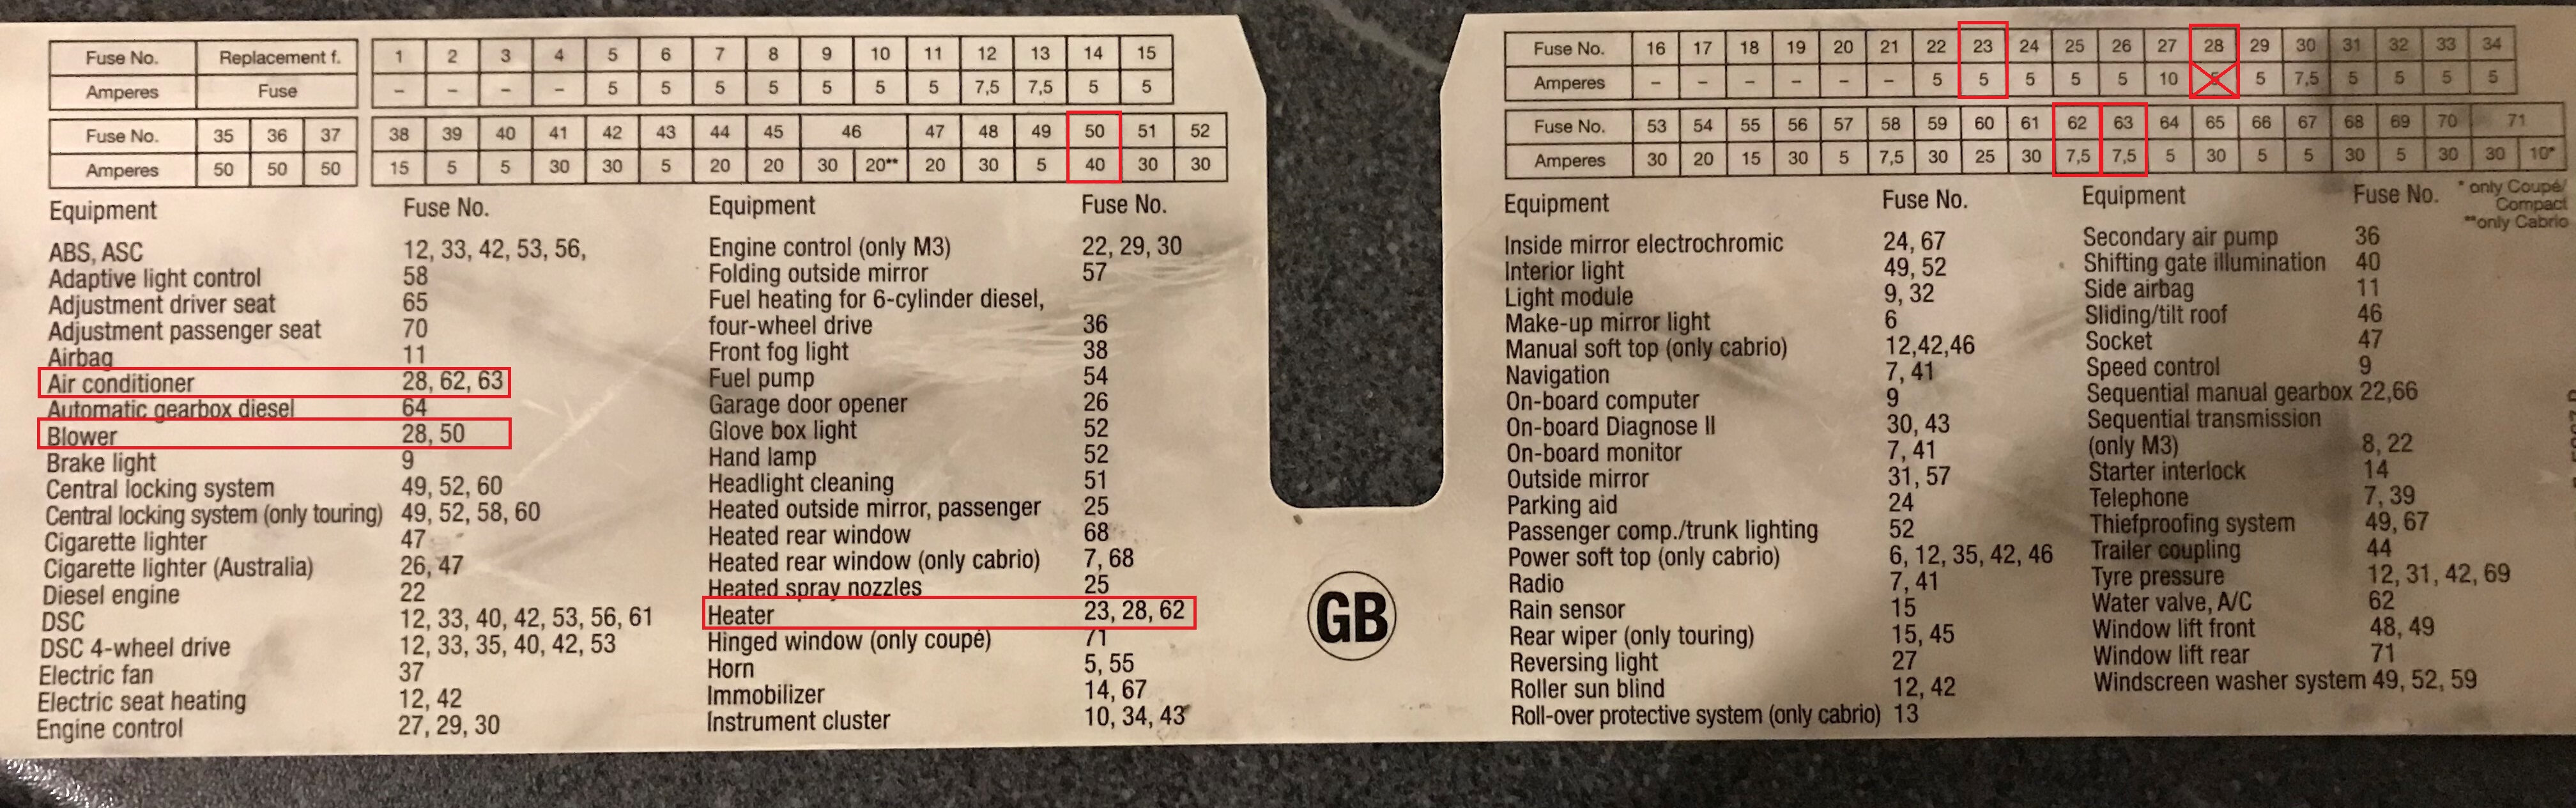 Fuse No. Replacement f. 1 2 3 4 5 6 7 8 9 10 11 12 13 14 15
Amperes Fuse – – – – 5 5 5 5 5 5 5 7,5 7,5 5 5
Fuse No. 35 36 37 38 39 40 41 42 43 44 45 46 47 48 49 50 51 52
Amperes 50 50 50 15 5 5 30 30 5 20 20 30 20** 20 30 5 40 30 30
Equipment Fuse No.
ABS, ASC 12, 33, 42, 53, 56,
Adaptive light control 58
Adjustment driver seat 65
Adjustment passenger seat 70
Airbag 11
Air conditioner 28, 62, 63
Automatic gearbox diesel 64
Blower 28, 50
Brake light 9
Central locking system 49, 52, 60
Central locking system (only touring) 49, 52, 58, 60
Cigarette lighter 47
Cigarette lighter (Australia) 26, 47
Diesel engine 22
DSC 12, 33, 40, 42, 53, 56, 61
DSC 4-wheel drive 12, 33, 35, 40, 42, 53
Electric fan 37
Electric seat heating 12, 42
Engine control 27, 29, 30
Equipment Fuse No.
Engine control (only M3) 22, 29, 30
Folding outside mirror 57
Fuel heating for 6-cylinder diesel,
four-wheel drive 36
Front fog light 38
Fuel pump 54
Garage door opener 26
Glove box light 52
Hand lamp 52
Headlight cleaning 51
Heated outside mirror, passenger 25
Heated rear window 68
Heated rear window (only cabrio) 7, 68
Heated spray nozzles 25
Heater 23, 28, 62
Hinged window (only coupé) 71
Horn 5, 55
Immobilizer 14, 67
Instrument cluster 10, 34, 43
GB
Fuse No. 16 17 18 19 20 21 22 23 24 25 26 27 28 29 30 31 32 33 34
Amperes – – – – – – 5 5 5 5 5 10 5 5 7,5 5 5 5 5
Fuse No. 53 54 55 56 57 58 59 60 61 62 63 64 65 66 67 68 69 70 71
Amperes 30 20 15 30 5 7,5 30 25 30 7,5 7,5 5 30 5 5 30 5 30 30 10*
* only Coupé/
Compact
**only Cabrio
Equipment Fuse No.
Inside mirror electrochromic 24, 67
Interior light 49, 52
Light module 9, 32
Make-up mirror light 6
Manual soft top (only cabrio) 12,42,46
Navigation 7, 41
On-board computer 9
On-board Diagnose II 30, 43
On-board monitor 7, 41
Outside mirror 31, 57
Parking aid 24
Passenger comp./trunk lighting 52
Power soft top (only cabrio) 6, 12, 35, 42, 46
Radio 7, 41
Rain sensor 15
Rear wiper (only touring) 15, 45
Reversing light 27
Roller sun blind 12, 42
Roll-over protective system (only cabrio) 13
Equipment Fuse No.
Secondary air pump 36
Shifting gate illumination 40
Side airbag 11
Sliding/tilt roof 46
Socket 47
Speed control 9
Sequential manual gearbox 22,66
Sequential transmission
(only M3) 8, 22
Starter interlock 14
Telephone 7, 39
Thiefproofing system 49, 67
Trailer coupling 44
Tyre pressure 12, 31, 42, 69
Water valve, A/C 62
Window lift front 48, 49
Window lift rear 71
Windscreen washer system 49, 52, 59